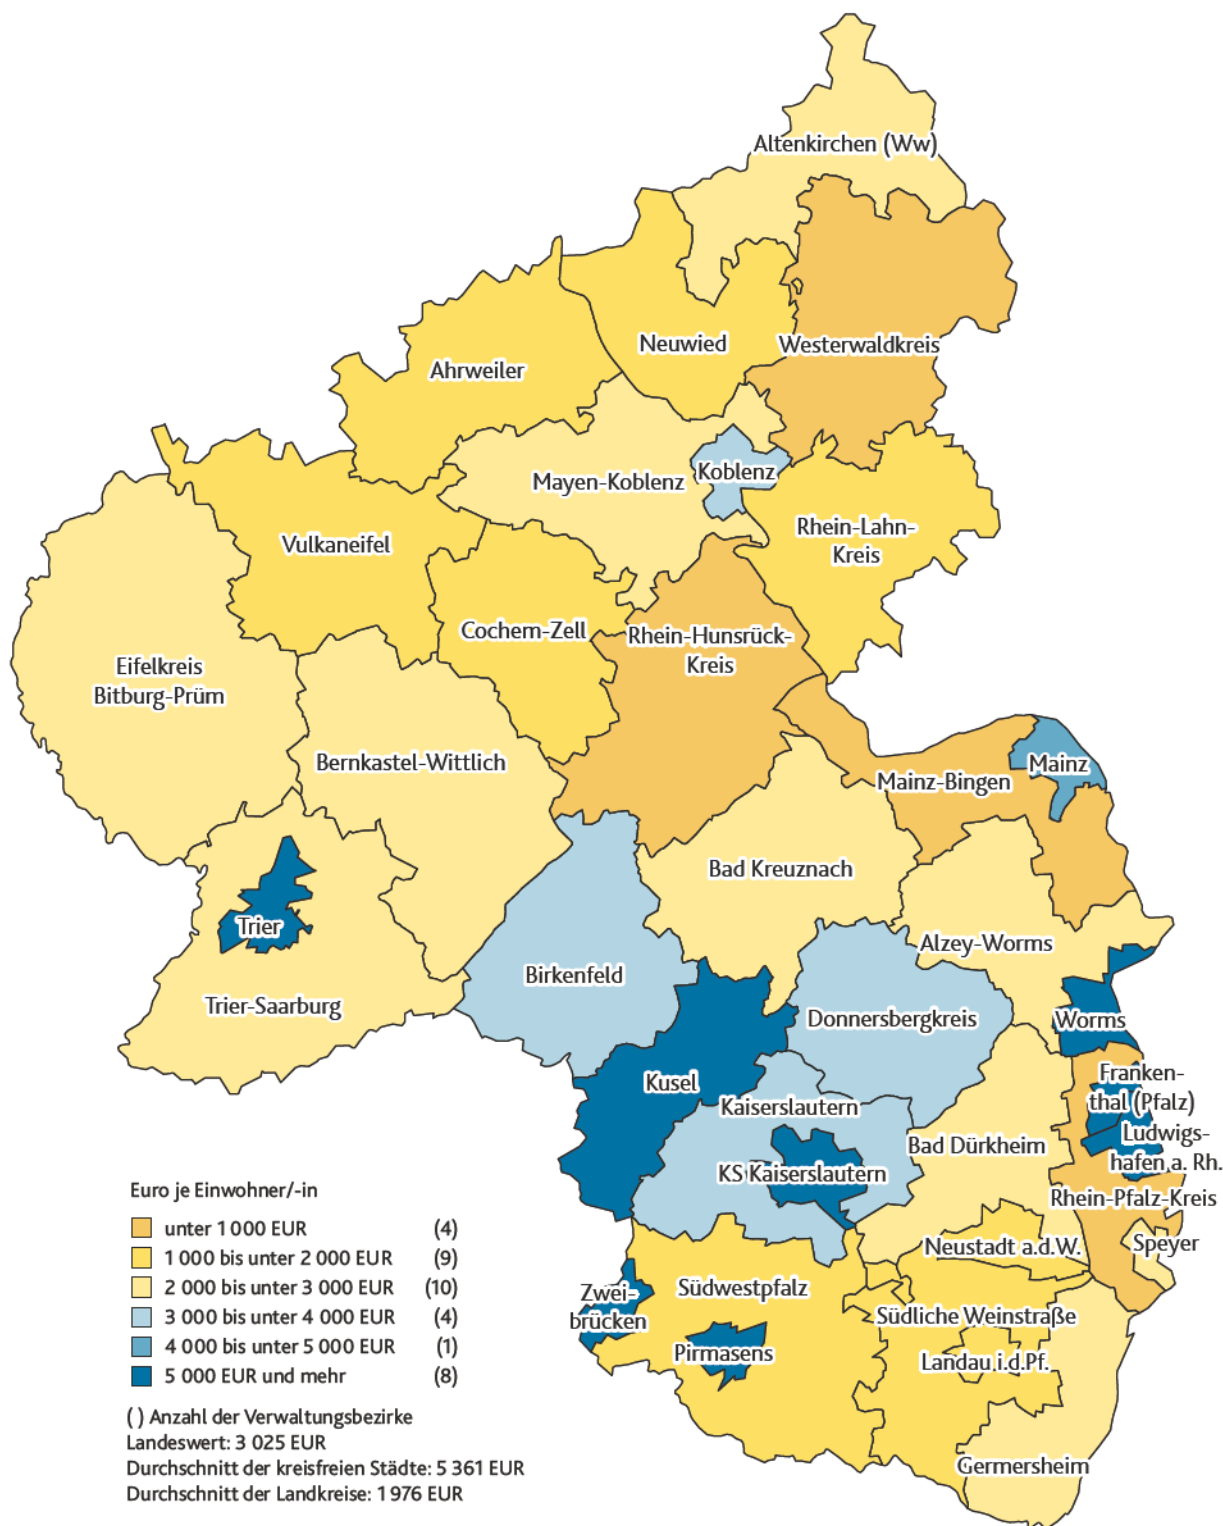 Altenkirchen (Ww)
Neuwied
Westerwaldkreis
Ahrweiler
Koblenz
Mayen-Koblenz
Rhein-Lahn-
Kreis
Vulkaneifel
Cochem-Zell
Rhein-Hunsrück-
Kreis
Eifelkreis
Bitburg-Prüm
Bernkastel-Wittlich
Mainz
Mainz-Bingen
Bad Kreuznach
Trier
Alzey-Worms
Birkenfeld
Trier-Saarburg
Donnersbergkreis
Worms
Kusel
Franken-
thal (Pfalz)
Kaiserslautern
Ludwigs-
hafen a. Rh.
Bad Dürkheim
KS Kaiserslautern
Rhein-Pfalz-Kreis
Neustadt a.d.W.
Speyer
Südwestpfalz
Zwei-
brücken
Südliche Weinstraße
Pirmasens
Landau i.d.Pf.
Germersheim
Euro je Einwohner/-in
unter 1 000 EUR (4)
1 000 bis unter 2 000 EUR (9)
2 000 bis unter 3 000 EUR (10)
3 000 bis unter 4 000 EUR (4)
4 000 bis unter 5 000 EUR (1)
5 000 EUR und mehr (8)
( ) Anzahl der Verwaltungsbezirke
Landeswert: 3 025 EUR
Durchschnitt der kreisfreien Städte: 5 361 EUR
Durchschnitt der Landkreise: 1 976 EUR